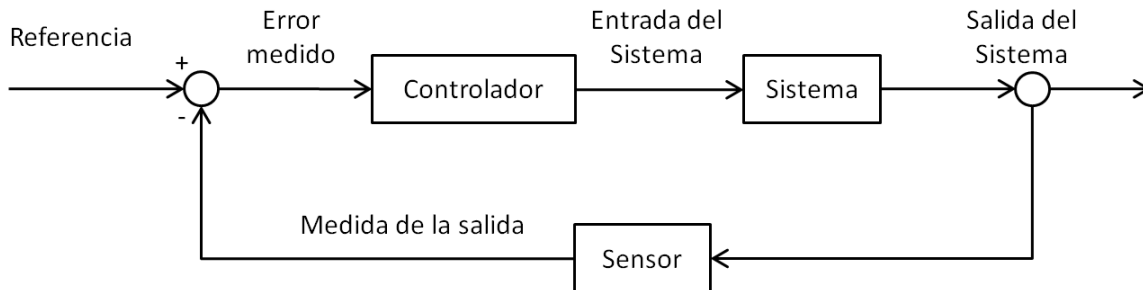 Referencia
+
-
Error
medido
Controlador
Entrada del
Sistema
Sistema
Salida del
Sistema
Medida de la salida
Sensor